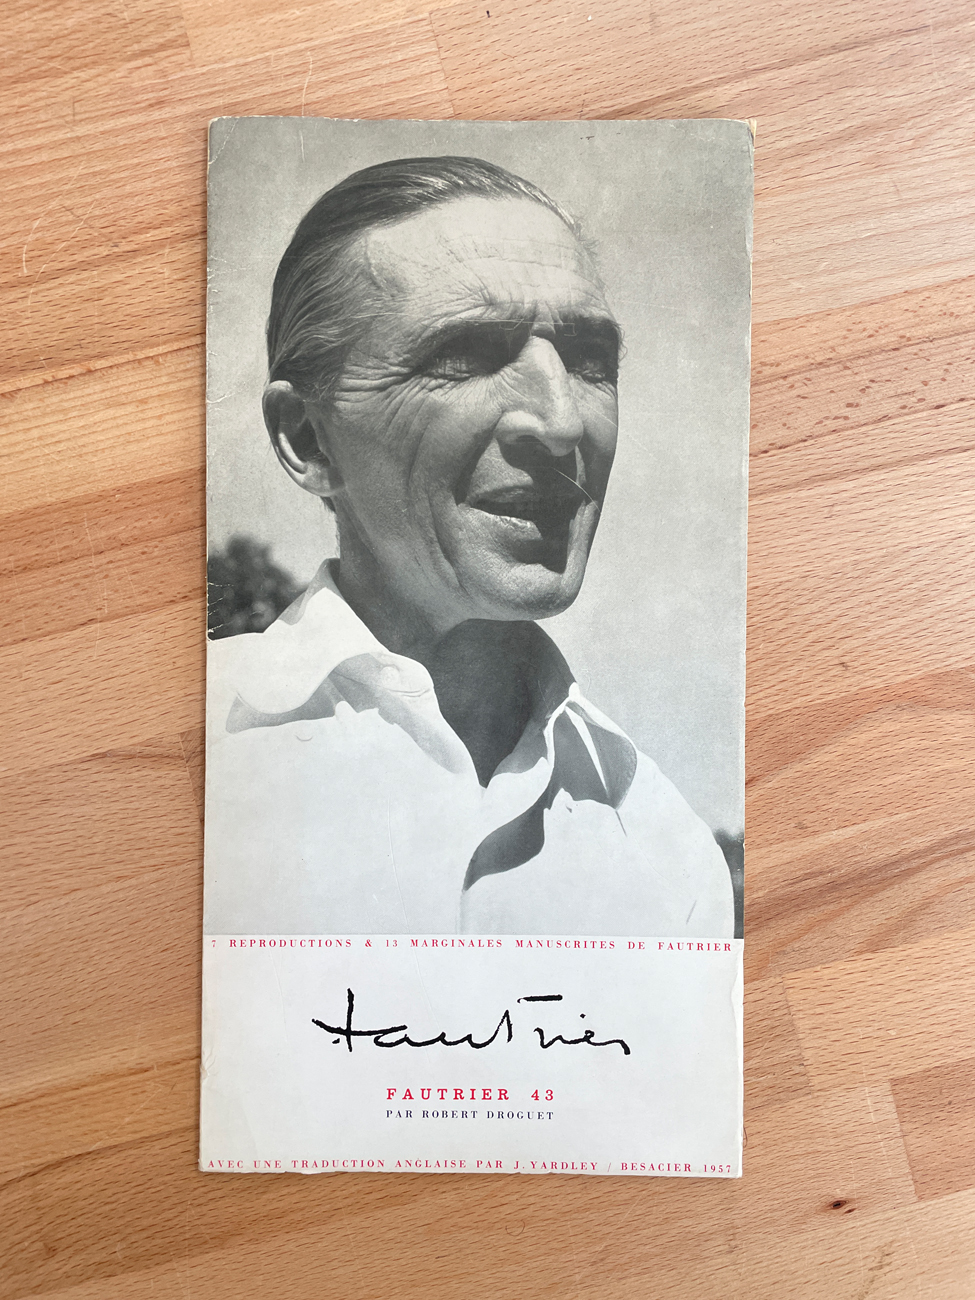 7 REPRODUCTIONS & 13 MARGINALES MANUSCRITES DE FAUTRIER
Fautrier
FAUTRIER 43
PAR ROBERT DROGUET
AVEC UNE TRADUCTION ANGLAISE PAR J. YARDLEY / BESACIER 1957